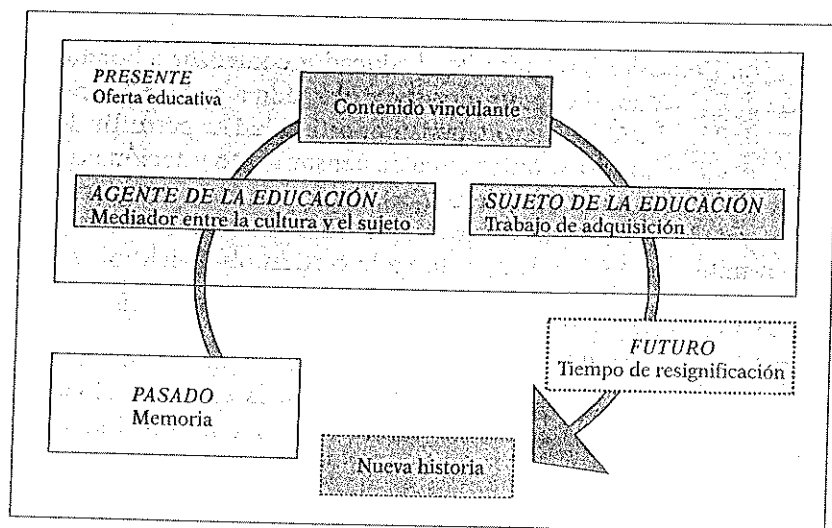 PRESENTE
Oferta educativa
Contenido vinculante
AGENTE DE LA EDUCACIÓN
Mediador entre la cultura y el sujeto
SUJETO DE LA EDUCACIÓN
Trabajo de adquisición
FUTURO
Tiempo de resignificación
PASADO
Memoria
Nueva historia